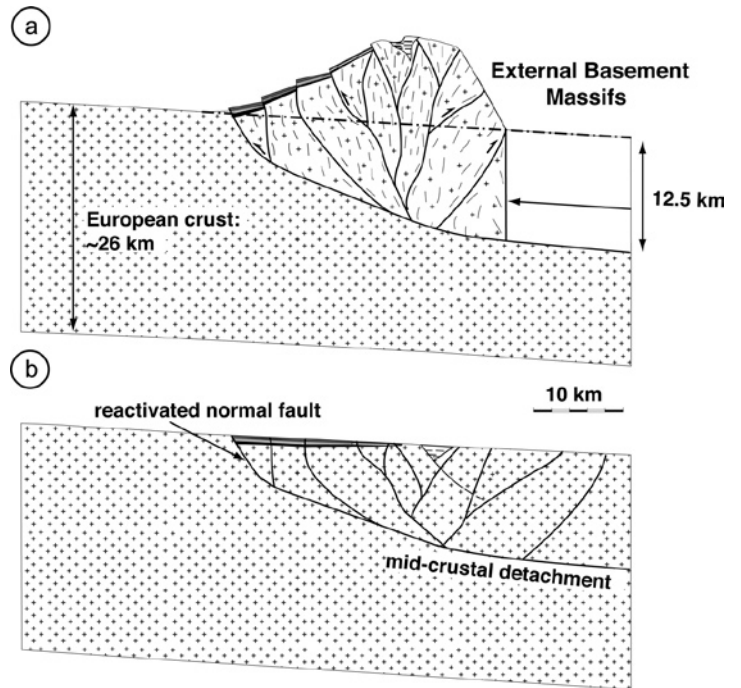 a
External Basement
Massifs
12.5 km
European crust:
~26 km
b
10 km
reactivated normal fault
mid-crustal detachment